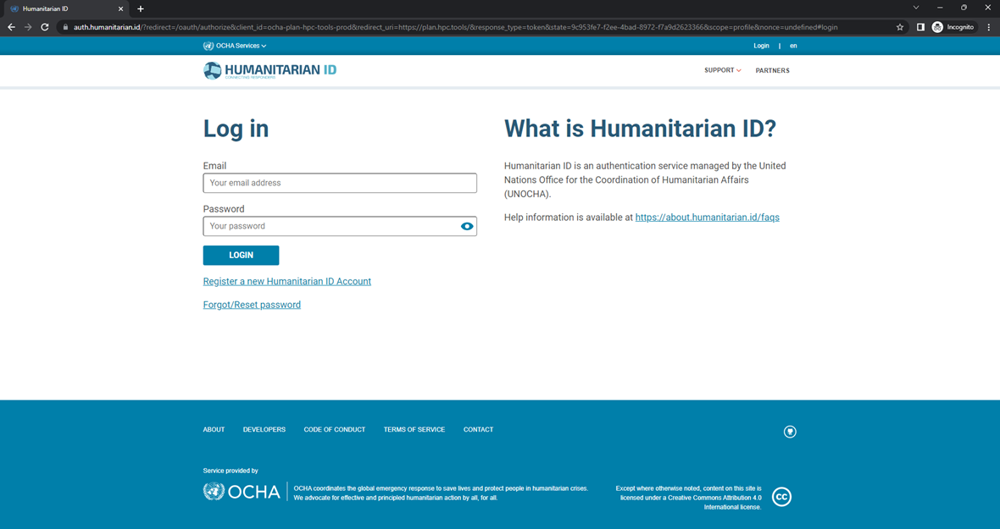 Humanitarian ID
auth.humanitarian.id/?redirect=/oauth/authorize&client_id=ocha-plan-hpc-tools-prod&redirect_uri=https://plan.hpc.tools/&response_type=token&state=9c953fe7-f2ee-4bad-8972-f7a9d2623366&scope=profile&nonce=undefined#login
Incognito
OCHA Services
Login | en
HUMANITARIAN ID
CONNECTING RESPONDERS
SUPPORT
PARTNERS
Log in
Email
Your email address
Password
Your password
LOGIN
Register a new Humanitarian ID Account
Forgot/Reset password
What is Humanitarian ID?
Humanitarian ID is an authentication service managed by the United
Nations Office for the Coordination of Humanitarian Affairs
(UNOCHA).
Help information is available at https://about.humanitarian.id/faqs
ABOUT
DEVELOPERS
CODE OF CONDUCT
TERMS OF SERVICE
CONTACT
Service provided by
OCHA
OCHA coordinates the global emergency response to save lives and protect people in humanitarian crises.
We advocate for effective and principled humanitarian action by all, for all.
Except where otherwise noted, content on this site is
licensed under a Creative Commons Attribution 4.0
International license.
cc